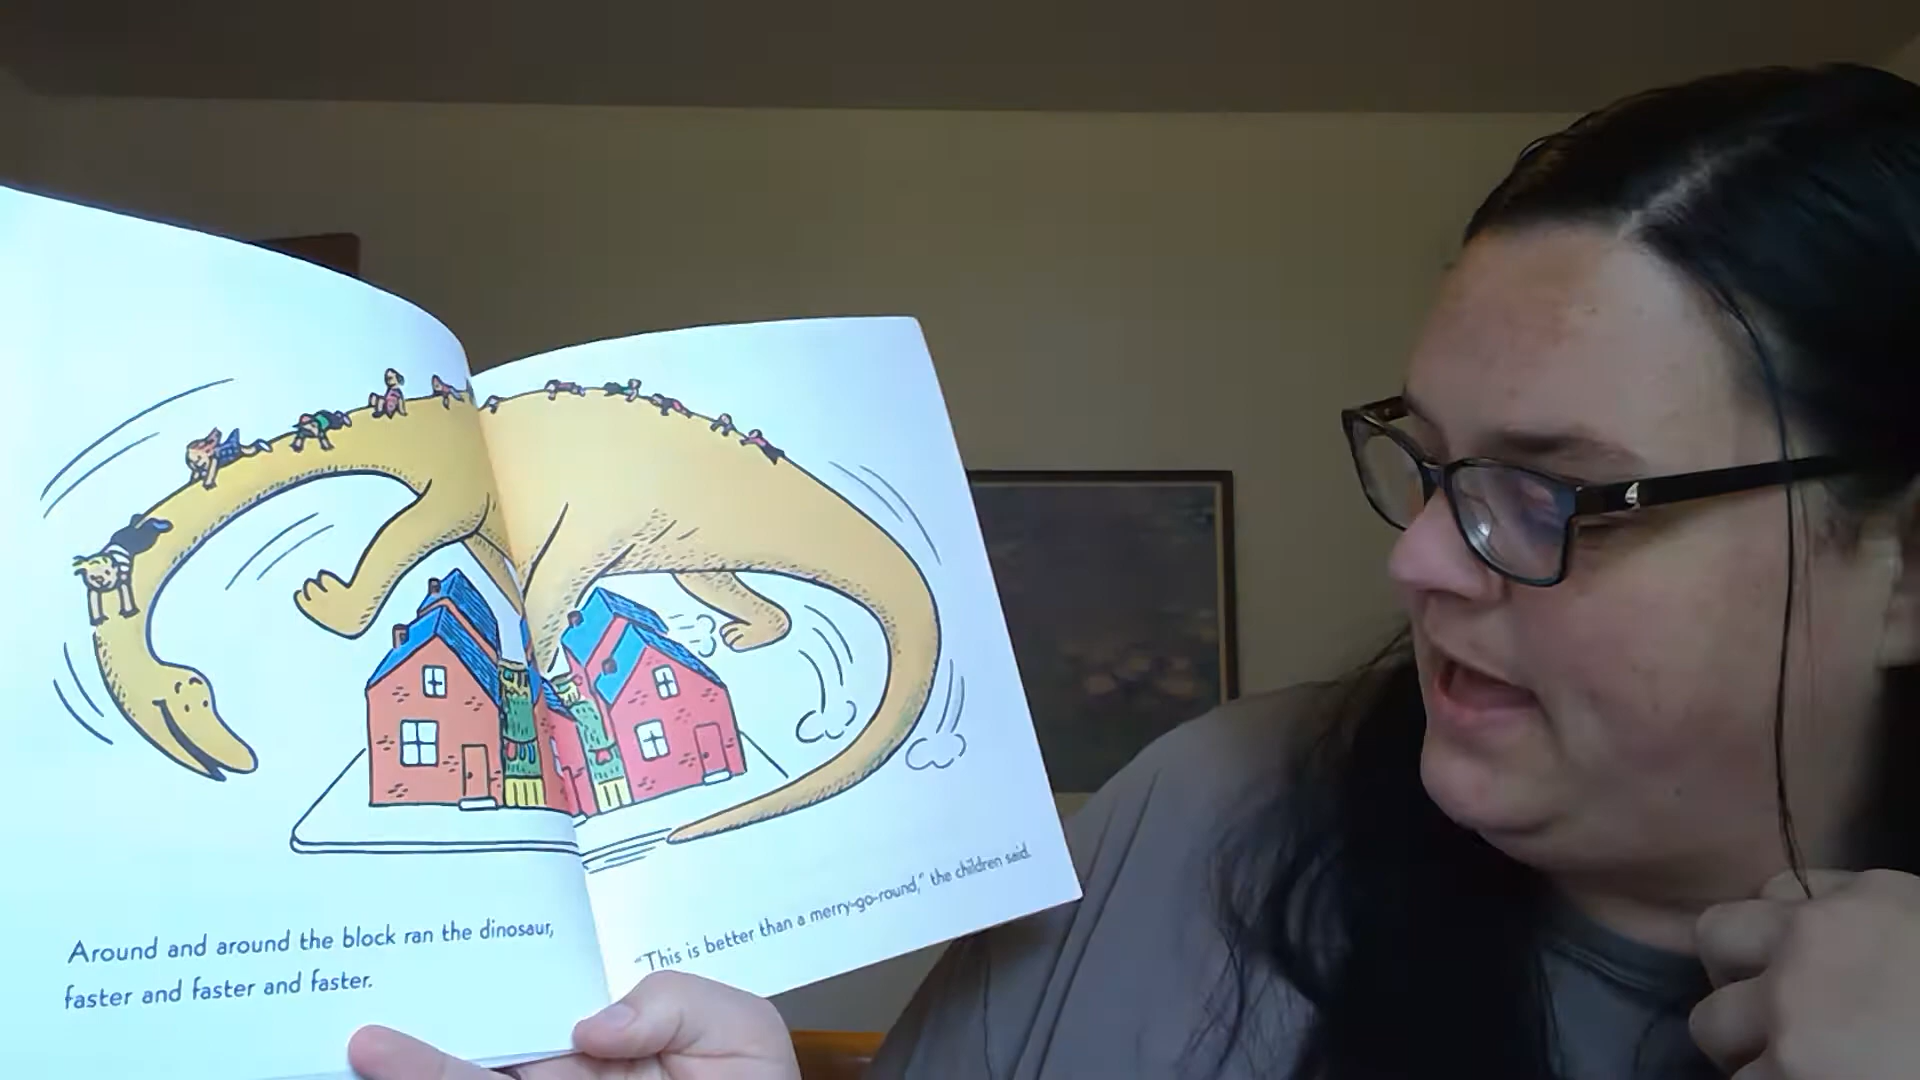 Around and around the block ran the dinosaur,
faster and faster and faster.
"This is better than a merry-go-round," the children said.